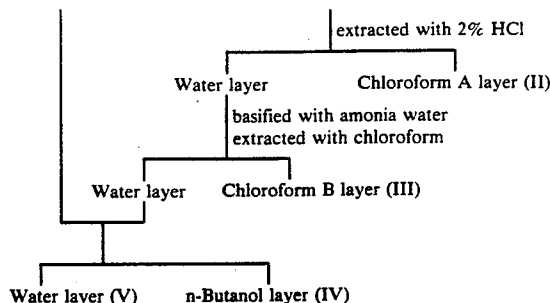 extracted with 2% HCl
Water layer
Chloroform A layer (II)
basified with amonia water
extracted with chloroform
Water layer
Chloroform B layer (III)
Water layer (V)
n-Butanol layer (IV)